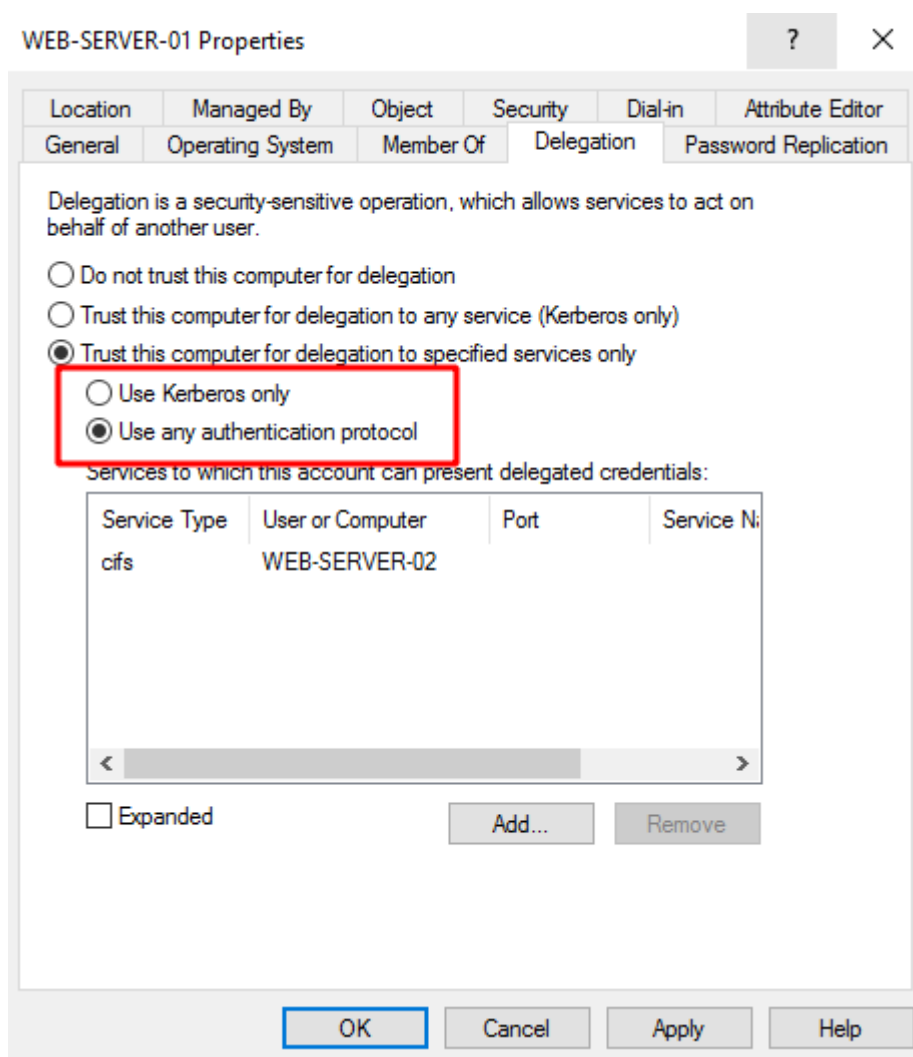 WEB-SERVER-01 Properties
? ×
Location Managed By Object Security Dial-in Attribute Editor
General Operating System Member Of Delegation Password Replication
Delegation is a security-sensitive operation, which allows services to act on
behalf of another user.
Do not trust this computer for delegation
Trust this computer for delegation to any service (Kerberos only)
Trust this computer for delegation to specified services only
Use Kerberos only
Use any authentication protocol
Services to which this account can present delegated credentials:
Service Type User or Computer Port Service Na
cifs WEB-SERVER-02
Expanded Add... Remove
OK Cancel Apply Help